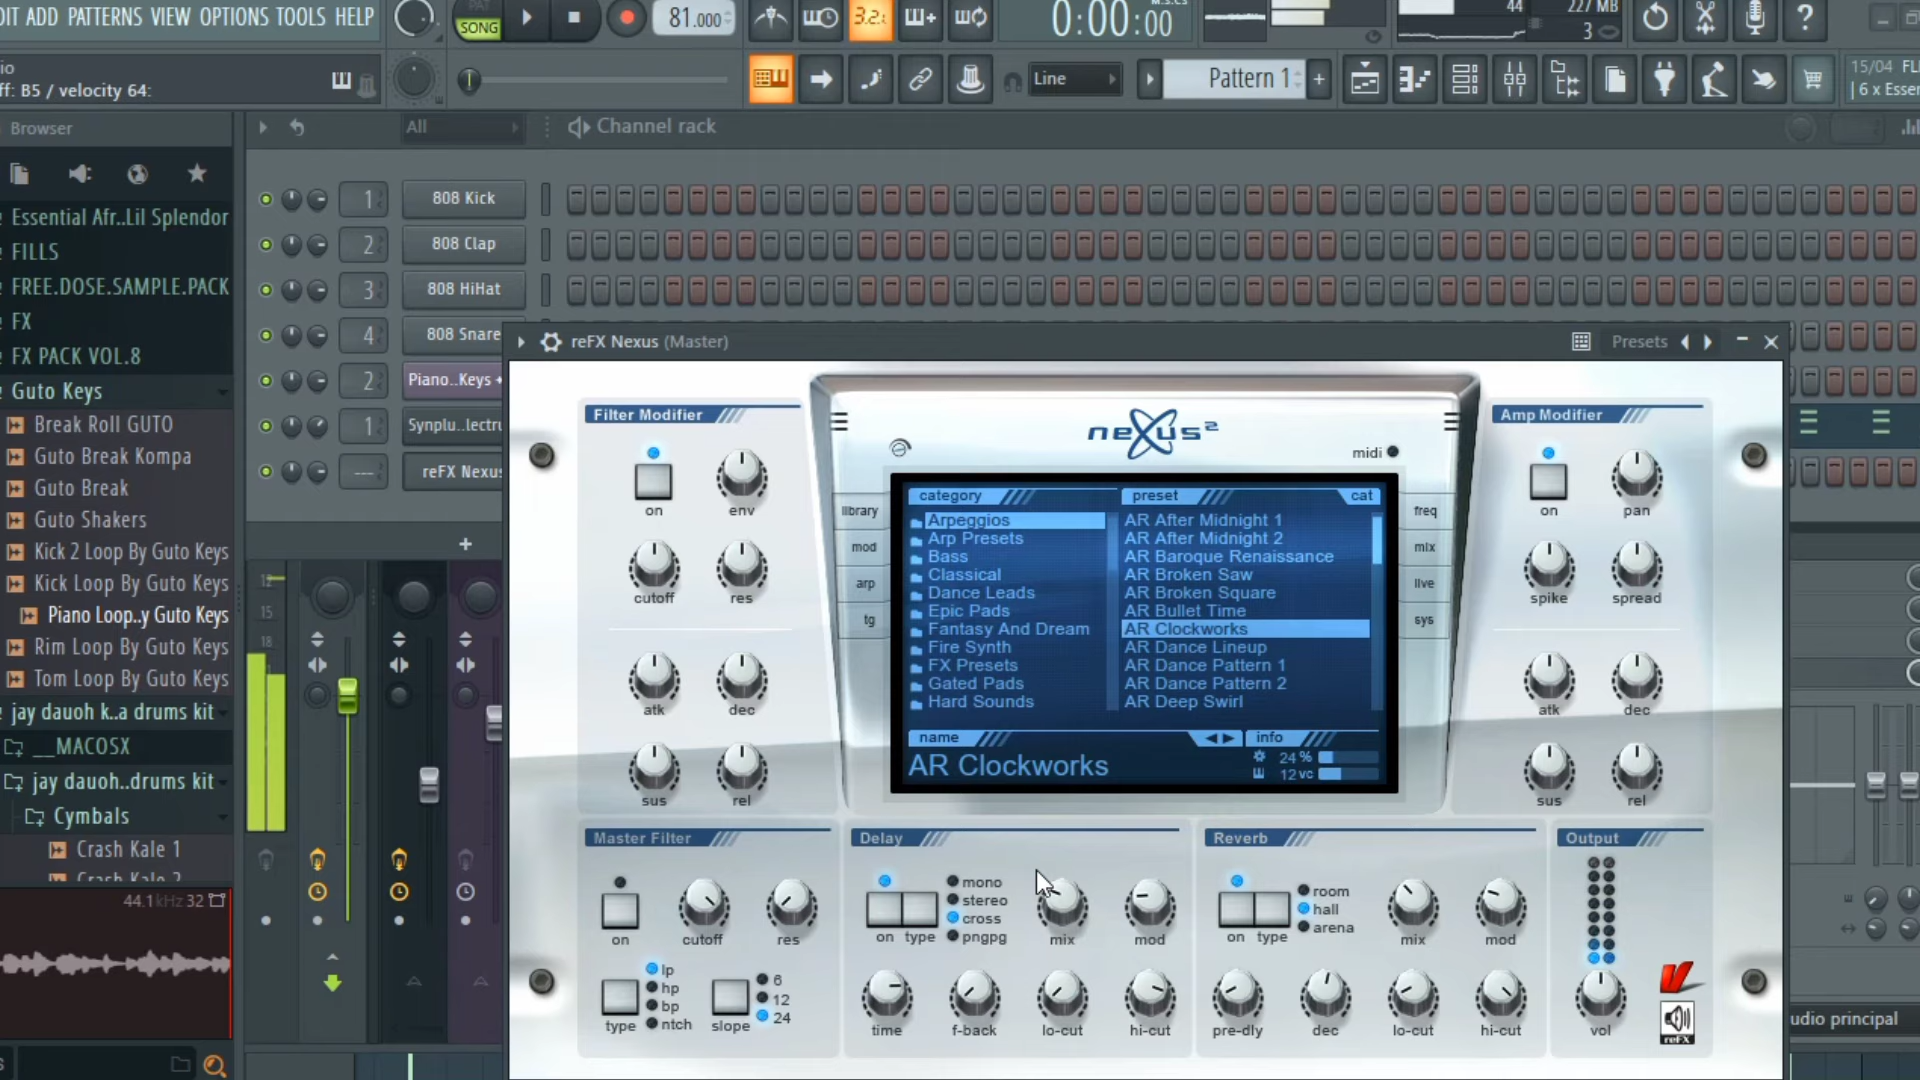 DIT ADD PATTERNS VIEW OPTIONS TOOLS HELP
PAT
SONG
81.000
3.2.
0:00:00
M:S:CS
44
227 MB
3
io
ff: B5 / velocity 64:
Line
Pattern 1
+
15/04 FL
| 6 x Esse
Browser
All
Channel rack
Essential Afr..Lil Splendor
FILLS
FREE.DOSE.SAMPLE.PACK
FX
FX PACK VOL.8
Guto Keys
Break Roll GUTO
Guto Break Kompa
Guto Break
Guto Shakers
Kick 2 Loop By Guto Keys
Kick Loop By Guto Keys
Piano Loop..y Guto Keys
Rim Loop By Guto Keys
Tom Loop By Guto Keys
jay dauoh k..a drums kit
__MACOSX
jay dauoh..drums kit
Cymbals
Crash Kale 1
Crash Kale 2
44.1kHz 32
1 808 Kick
2 808 Clap
3 808 HiHat
4 808 Snare
2 Piano..Keys
1 Synplu..lectr
--- reFX Nexus
12
15
18
reFX Nexus (Master)
Presets
Filter Modifier
on
env
cutoff
res
atk
dec
sus
rel
nexus²
midi
library
mod
arp
tg
freq
mix
live
sys
category
Arpeggios
Arp Presets
Bass
Classical
Dance Leads
Epic Pads
Fantasy And Dream
Fire Synth
FX Presets
Gated Pads
Hard Sounds
preset
cat
AR After Midnight 1
AR After Midnight 2
AR Baroque Renaissance
AR Broken Saw
AR Broken Square
AR Bullet Time
AR Clockworks
AR Dance Lineup
AR Dance Pattern 1
AR Dance Pattern 2
AR Deep Swirl
name
info
AR Clockworks
24 %
12 vc
Amp Modifier
on
pan
spike
spread
atk
dec
sus
rel
Master Filter
on
cutoff
res
type
lp
hp
bp
ntch
slope
6
12
24
Delay
on
type
mono
stereo
cross
pngpg
mix
mod
time
f-back
lo-cut
hi-cut
Reverb
on
type
room
hall
arena
mix
mod
pre-dly
dec
lo-cut
hi-cut
Output
vol
reFX
udio principal